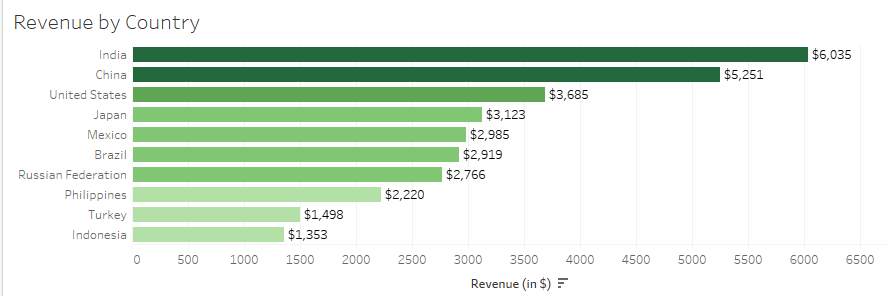 Revenue by Country
India $6,035
China $5,251
United States $3,685
Japan $3,123
Mexico $2,985
Brazil $2,919
Russian Federation $2,766
Philippines $2,220
Turkey $1,498
Indonesia $1,353
0 500 1000 1500 2000 2500 3000 3500 4000 4500 5000 5500 6000 6500
Revenue (in $)